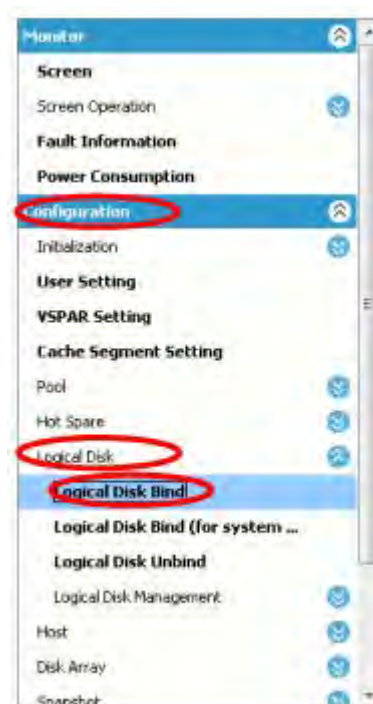 Monitor
Screen
Screen Operation
Fault Information
Power Consumption
Configuration
Initialization
User Setting
VSPAR Setting
Cache Segment Setting
Pool
Hot Spare
Logical Disk
Logical Disk Bind
Logical Disk Bind (for system ...
Logical Disk Unbind
Logical Disk Management
Host
Disk Array
Snapshot